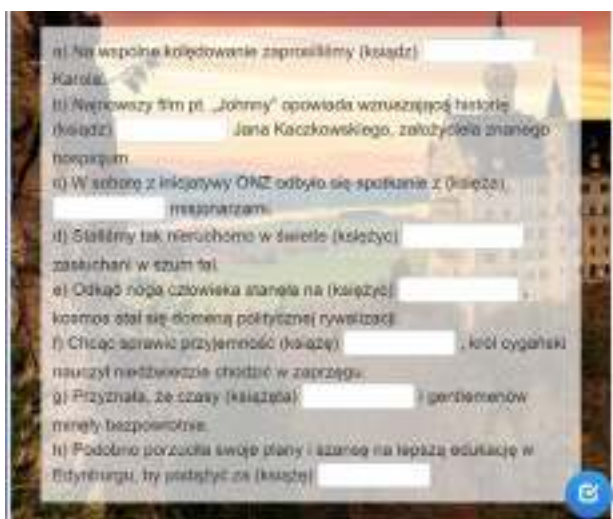 a) Na wspólne kolędowanie zaprosiliśmy (ksiądz)
Karola.
b) Najnowszy film pt. „Johnny” opowiada wzruszającą historię
(ksiądz) Jana Kaczkowskiego, założyciela znanego
hospicjum.
c) W sobotę z inicjatywy ONZ odbyło się spotkanie z (księża)
misjonarzami.
d) Staliśmy tak nieruchomo w świetle (księżyc)
zasłuchani w szum fal.
e) Odkąd noga człowieka stanęła na (księżyc) ,
kosmos stał się domeną politycznej rywalizacji.
f) Chcąc sprawić przyjemność (książę) , król cygański
nauczył niedźwiedzie chodzić w zaprzęgu.
g) Przyznała, że czasy (książęta) i gentlemenów
minęły bezpowrotnie.
h) Podobno porzuciła swoje plany i szansę na lepszą edukację w
Edynburgu, by podążyć za (książę)